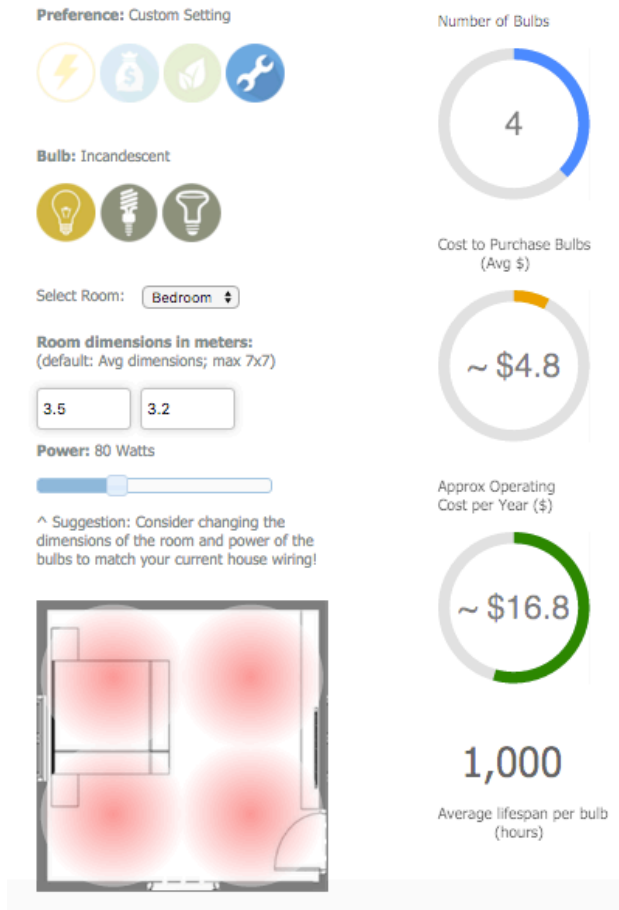 Preference: Custom Setting
Bulb: Incandescent
Select Room: Bedroom
Room dimensions in meters:
(default: Avg dimensions; max 7x7)
3.5 3.2
Power: 80 Watts
^ Suggestion: Consider changing the
dimensions of the room and power of the
bulbs to match your current house wiring!
Number of Bulbs
4
Cost to Purchase Bulbs
(Avg $)
~ $4.8
Approx Operating
Cost per Year ($)
~ $16.8
1,000
Average lifespan per bulb
(hours)